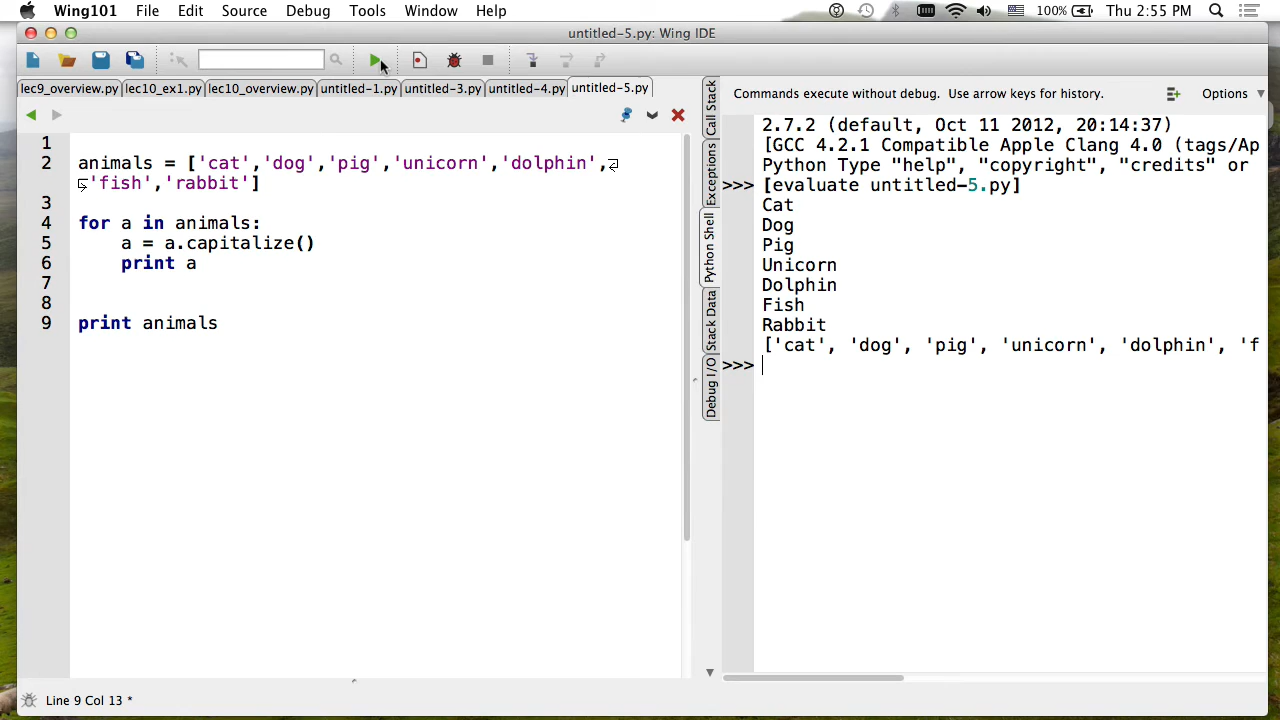 Wing101 File Edit Source Debug Tools Window Help 100% Thu 2:55 PM
untitled-5.py: Wing IDE
lec9_overview.py lec10_ex1.py lec10_overview.py untitled-1.py untitled-3.py untitled-4.py untitled-5.py
1
2 animals = ['cat','dog','pig','unicorn','dolphin',
'fish','rabbit']
3
4 for a in animals:
5 a = a.capitalize()
6 print a
7
8
9 print animals
Line 9 Col 13 *
Call Stack
Exceptions
Python Shell
Stack Data
Debug I/O
Commands execute without debug. Use arrow keys for history. Options
2.7.2 (default, Oct 11 2012, 20:14:37)
[GCC 4.2.1 Compatible Apple Clang 4.0 (tags/Ap
Python Type "help", "copyright", "credits" or
>>> [evaluate untitled-5.py]
Cat
Dog
Pig
Unicorn
Dolphin
Fish
Rabbit
['cat', 'dog', 'pig', 'unicorn', 'dolphin', 'f
>>>